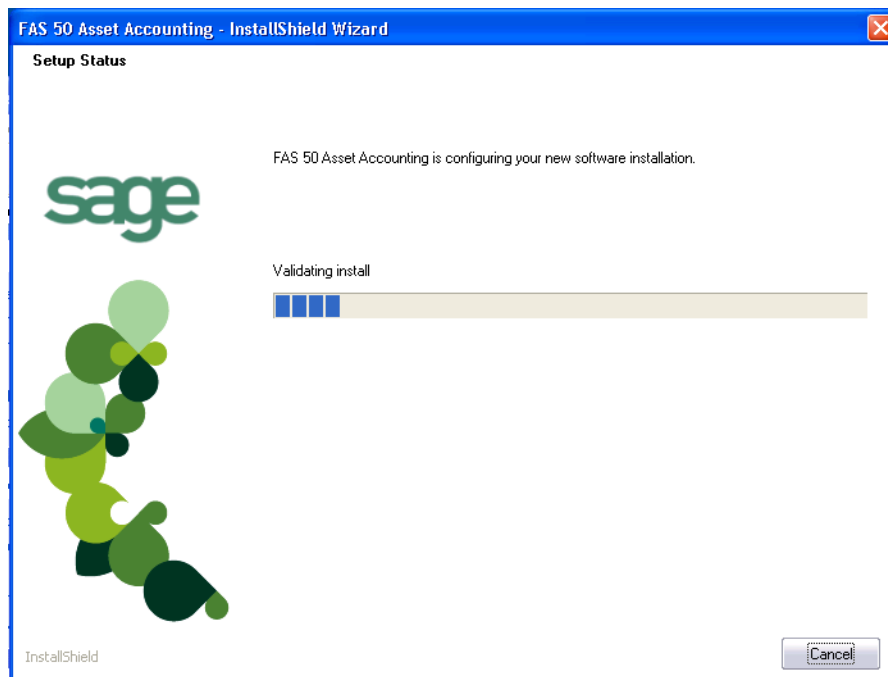 FAS 50 Asset Accounting - InstallShield Wizard
Setup Status
FAS 50 Asset Accounting is configuring your new software installation.
sage
Validating install
InstallShield
Cancel